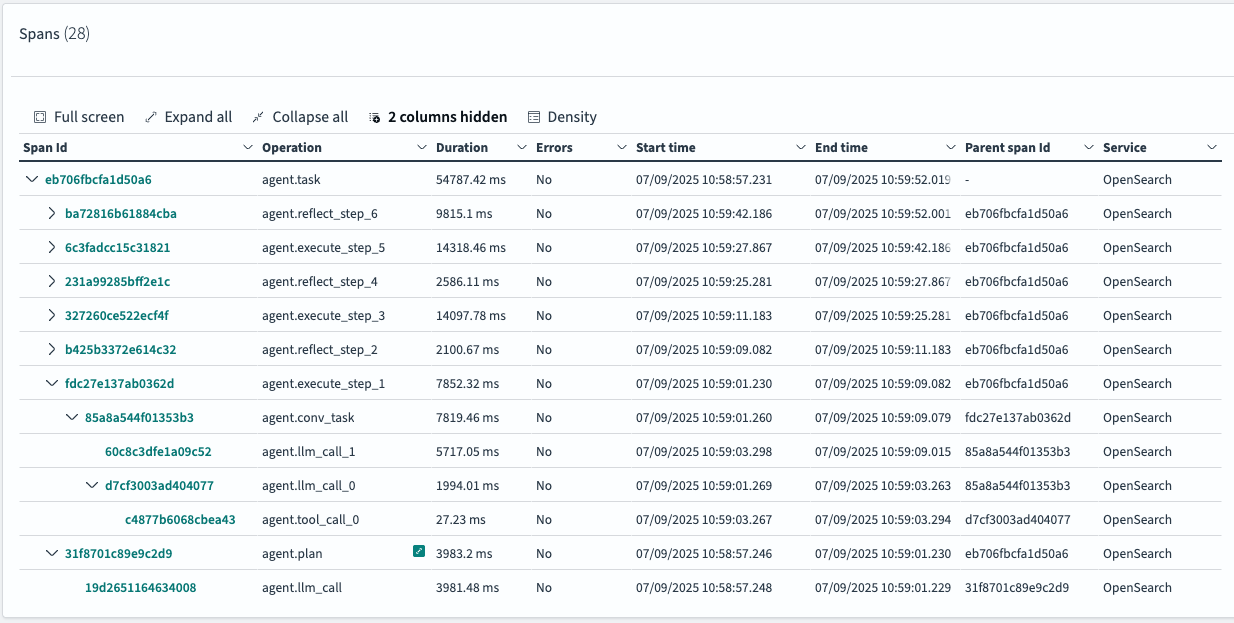 Spans (28)
Full screen Expand all Collapse all 2 columns hidden Density
Span Id Operation Duration Errors Start time End time Parent span Id Service
eb706fbcfa1d50a6 agent.task 54787.42 ms No 07/09/2025 10:58:57.231 07/09/2025 10:59:52.019 - OpenSearch
ba72816b61884cba agent.reflect_step_6 9815.1 ms No 07/09/2025 10:59:42.186 07/09/2025 10:59:52.001 eb706fbcfa1d50a6 OpenSearch
6c3fadcc15c31821 agent.execute_step_5 14318.46 ms No 07/09/2025 10:59:27.867 07/09/2025 10:59:42.186 eb706fbcfa1d50a6 OpenSearch
231a99285bff2e1c agent.reflect_step_4 2586.11 ms No 07/09/2025 10:59:25.281 07/09/2025 10:59:27.867 eb706fbcfa1d50a6 OpenSearch
327260ce522ecf4f agent.execute_step_3 14097.78 ms No 07/09/2025 10:59:11.183 07/09/2025 10:59:25.281 eb706fbcfa1d50a6 OpenSearch
b425b3372e614c32 agent.reflect_step_2 2100.67 ms No 07/09/2025 10:59:09.082 07/09/2025 10:59:11.183 eb706fbcfa1d50a6 OpenSearch
fdc27e137ab0362d agent.execute_step_1 7852.32 ms No 07/09/2025 10:59:01.230 07/09/2025 10:59:09.082 eb706fbcfa1d50a6 OpenSearch
85a8a544f01353b3 agent.conv_task 7819.46 ms No 07/09/2025 10:59:01.260 07/09/2025 10:59:09.079 fdc27e137ab0362d OpenSearch
60c8c3dfe1a09c52 agent.llm_call_1 5717.05 ms No 07/09/2025 10:59:03.298 07/09/2025 10:59:09.015 85a8a544f01353b3 OpenSearch
d7cf3003ad404077 agent.llm_call_0 1994.01 ms No 07/09/2025 10:59:01.269 07/09/2025 10:59:03.263 85a8a544f01353b3 OpenSearch
c4877b6068cbea43 agent.tool_call_0 27.23 ms No 07/09/2025 10:59:03.267 07/09/2025 10:59:03.294 d7cf3003ad404077 OpenSearch
31f8701c89e9c2d9 agent.plan 3983.2 ms No 07/09/2025 10:58:57.246 07/09/2025 10:59:01.230 eb706fbcfa1d50a6 OpenSearch
19d2651164634008 agent.llm_call 3981.48 ms No 07/09/2025 10:58:57.248 07/09/2025 10:59:01.229 31f8701c89e9c2d9 OpenSearch